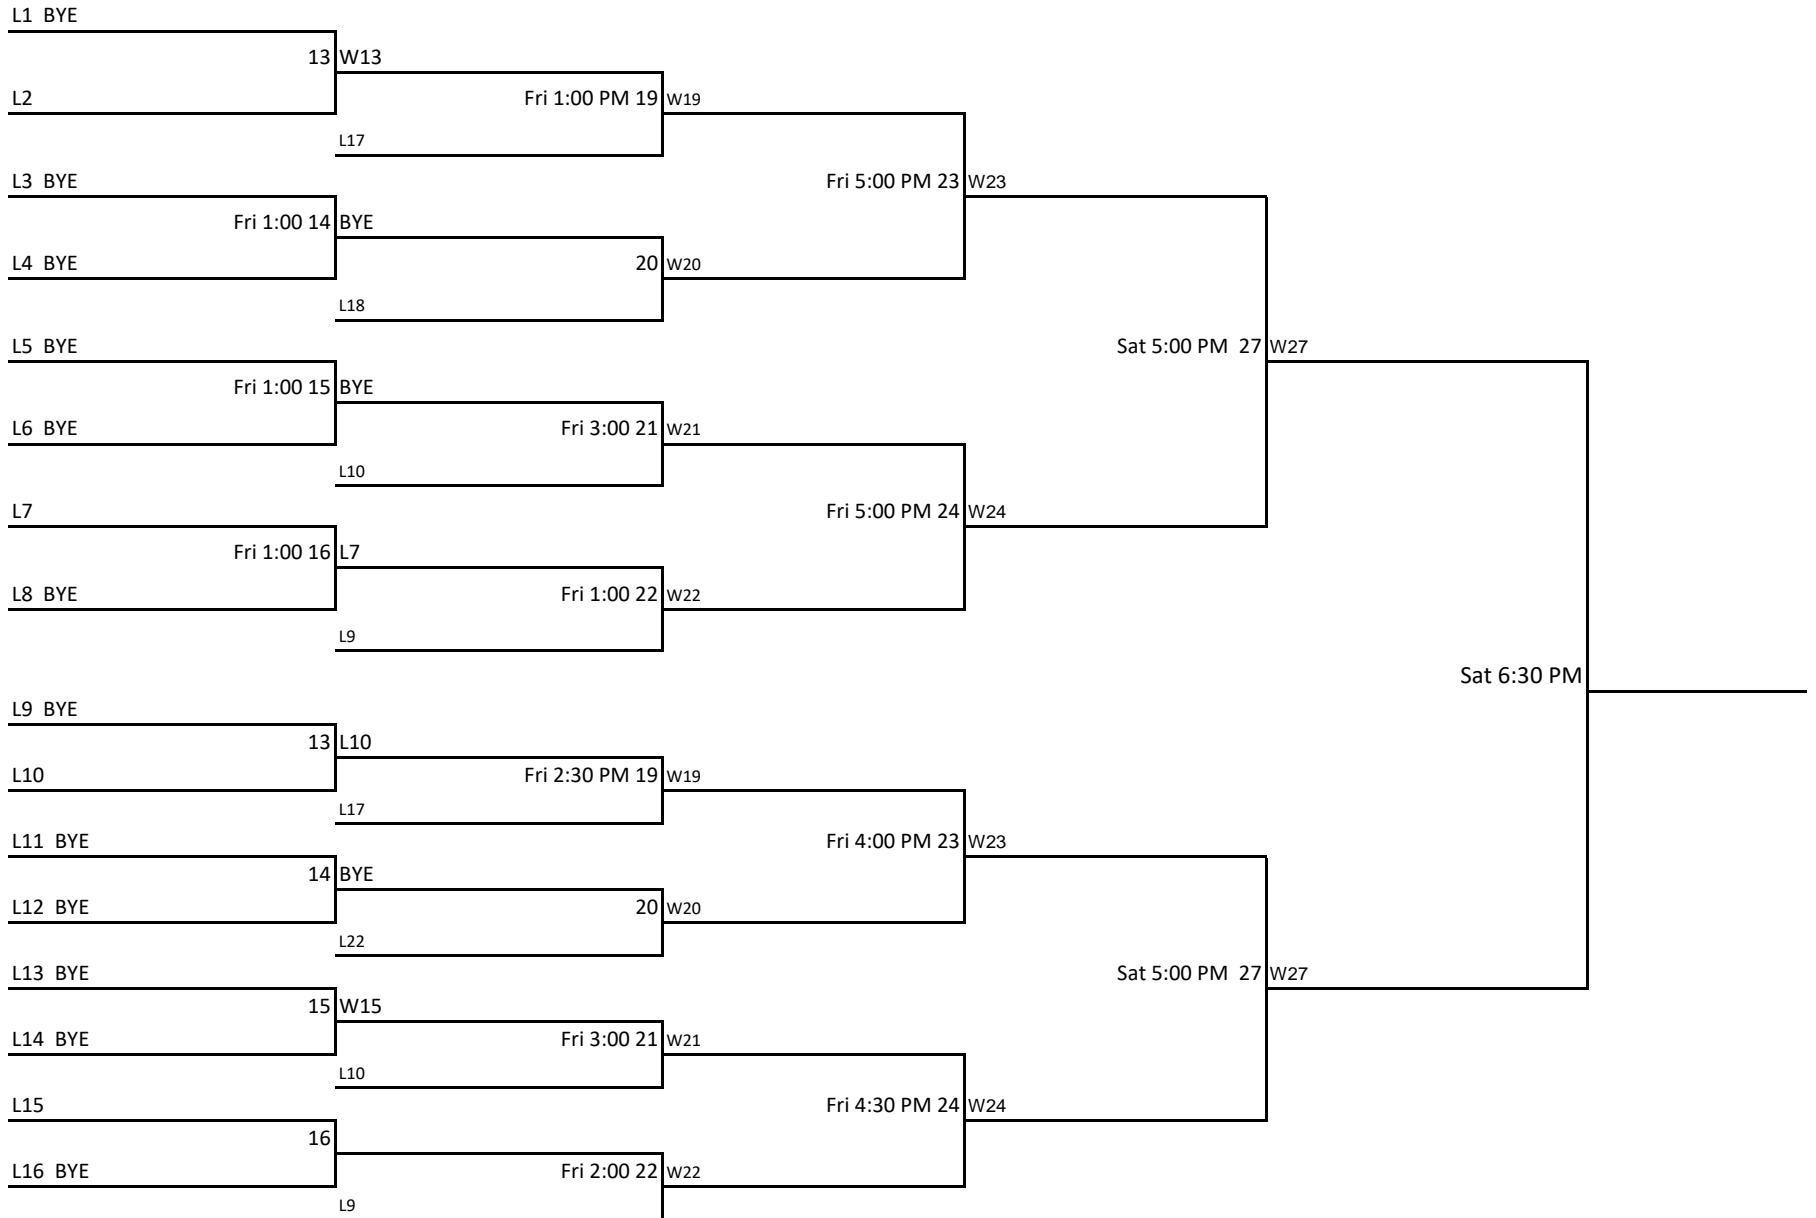 L1 BYE
13 W13
L2
Fri 1:00 PM 19 W19
L17
L3 BYE
Fri 5:00 PM 23 W23
Fri 1:00 14 BYE
L4 BYE
20 W20
L18
L5 BYE
Sat 5:00 PM 27 W27
Fri 1:00 15 BYE
L6 BYE
Fri 3:00 21 W21
L10
L7
Fri 5:00 PM 24 W24
Fri 1:00 16 L7
L8 BYE
Fri 1:00 22 W22
L9
Sat 6:30 PM
L9 BYE
13 L10
L10
Fri 2:30 PM 19 W19
L17
L11 BYE
Fri 4:00 PM 23 W23
14 BYE
L12 BYE
20 W20
L22
L13 BYE
Sat 5:00 PM 27 W27
15 W15
L14 BYE
Fri 3:00 21 W21
L10
L15
Fri 4:30 PM 24 W24
16
L16 BYE
Fri 2:00 22 W22
L9